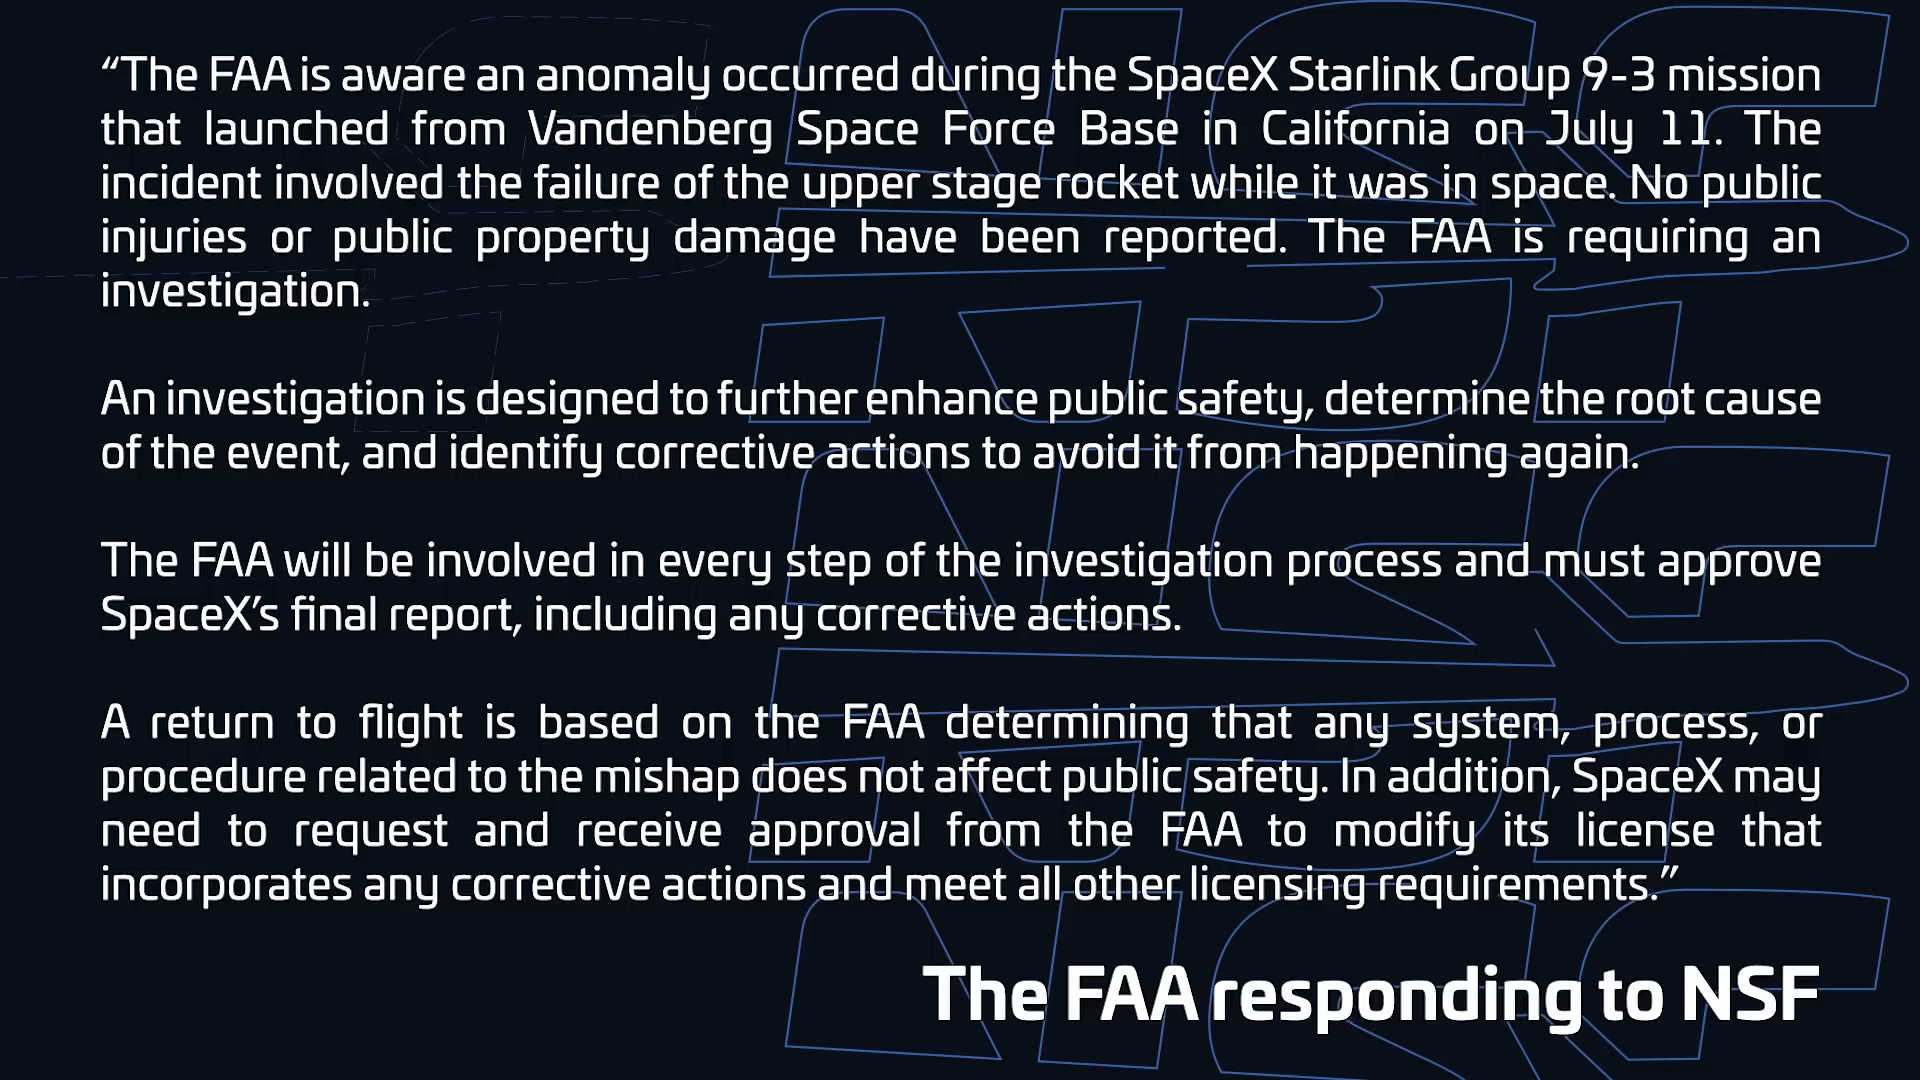 “The FAA is aware an anomaly occurred during the SpaceX Starlink Group 9-3 mission
that launched from Vandenberg Space Force Base in California on July 11. The
incident involved the failure of the upper stage rocket while it was in space. No public
injuries or public property damage have been reported. The FAA is requiring an
investigation.
An investigation is designed to further enhance public safety, determine the root cause
of the event, and identify corrective actions to avoid it from happening again.
The FAA will be involved in every step of the investigation process and must approve
SpaceX’s final report, including any corrective actions.
A return to flight is based on the FAA determining that any system, process, or
procedure related to the mishap does not affect public safety. In addition, SpaceX may
need to request and receive approval from the FAA to modify its license that
incorporates any corrective actions and meet all other licensing requirements.”
The FAA responding to NSF